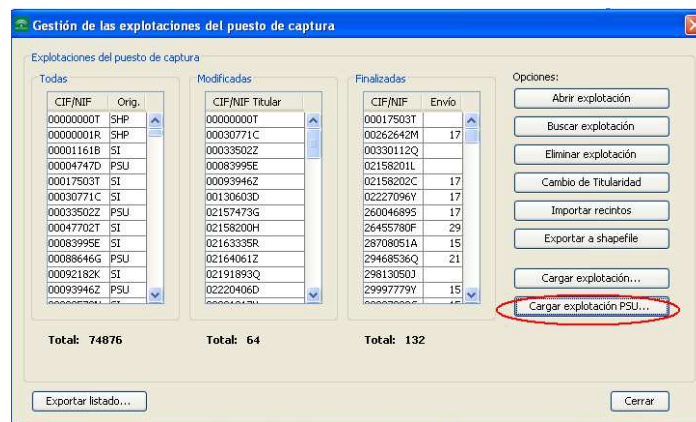 Gestión de las explotaciones del puesto de captura
Explotaciones del puesto de captura
Todas
CIF/NIF Orig.
00000000T SHP
00000001R SHP
00001161B SI
00004747D PSU
00017503T SI
00030771C SI
00033502Z PSU
00047702T SI
00083995E SI
00088646G PSU
00092182K SI
00093946Z PSU
Total: 74876
Modificadas
CIF/NIF Titular
00000000T
00030771C
00033502Z
00083995E
00093946Z
00130603D
02157473G
02158200H
02163335R
02164061Z
02191893Q
02220406D
Total: 64
Finalizadas
CIF/NIF Envío
00017503T
00262642M 17
00330112Q
02158201L
02158202C 17
02227096Y 17
26004689S 17
26455780F 29
28708051A 15
29468536Q 21
29813050J
29997779Y 15
Total: 132
Opciones:
Abrir explotación
Buscar explotación
Eliminar explotación
Cambio de Titularidad
Importar recintos
Exportar a shapefile
Cargar explotación...
Cargar explotación PSU...
Exportar listado...
Cerrar